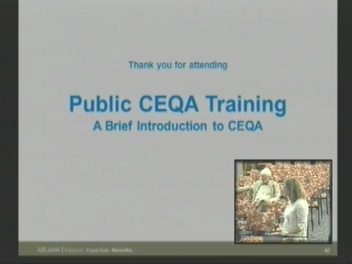 Thank you for attending
Public CEQA Training
A Brief Introduction to CEQA